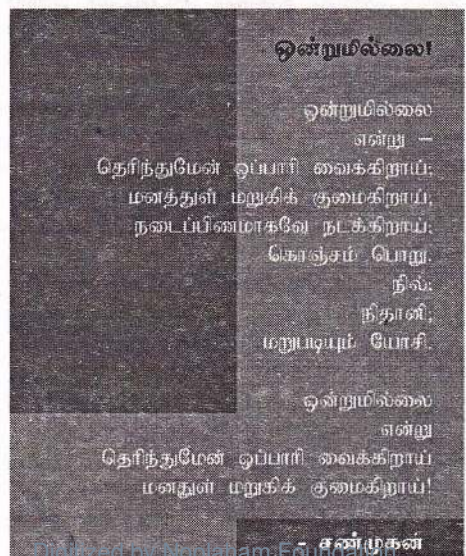 ஒன்றுமில்லை!
ஒன்றுமில்லை
என்று –
தெரிந்துமேன் ஒப்பாரி வைக்கிறாய்;
மனத்துள் மறுகிக் குமைகிறாய்;
நடைப்பிணமாகவே நடக்கிறாய்;
கொஞ்சம் பொறு.
நில்;
நிதானி;
மறுபடியும் யோசி.
ஒன்றுமில்லை
என்று
தெரிந்துமேன் ஒப்பாரி வைக்கிறாய்
மனதுள் மறுகிக் குமைகிறாய்!
- சண்முகன்